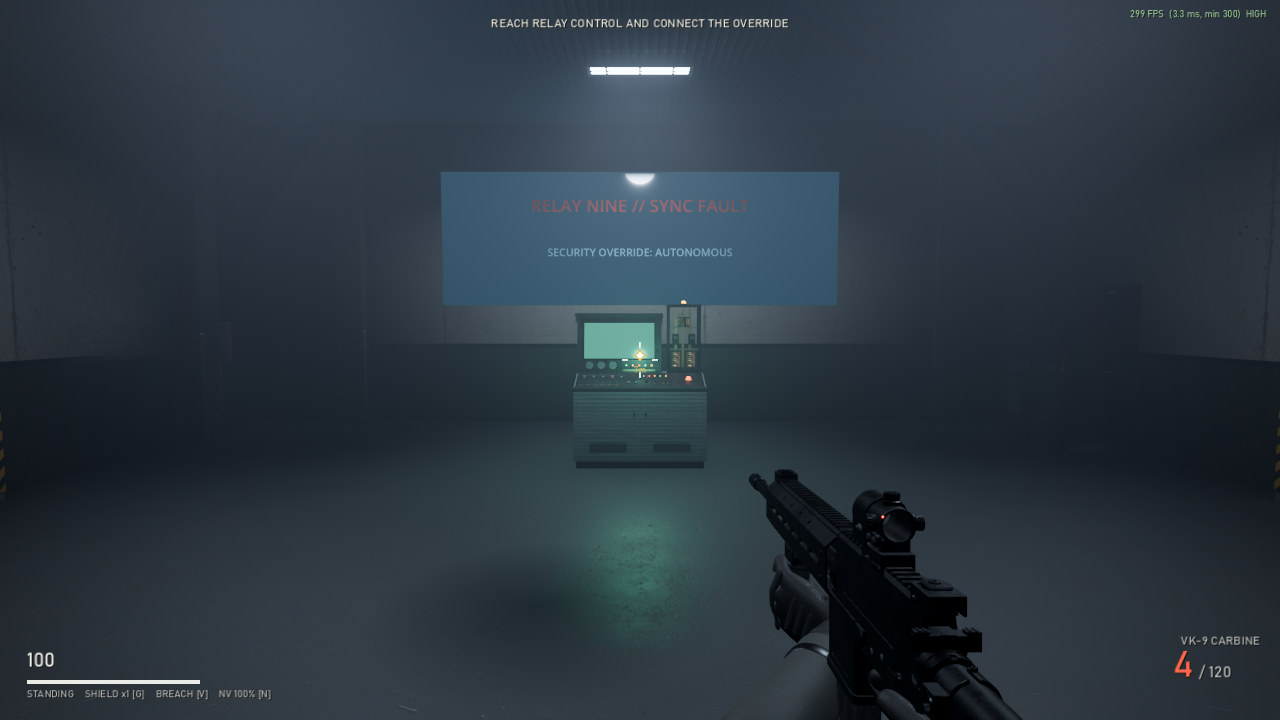 REACH RELAY CONTROL AND CONNECT THE OVERRIDE
299 FPS (3.3 ms, min 300) HIGH
RELAY NINE // SYNC FAULT
SECURITY OVERRIDE: AUTONOMOUS
100
STANDING SHIELD x1 [G] BREACH [V] NV 100% [N]
VK-9 CARBINE
4 / 120